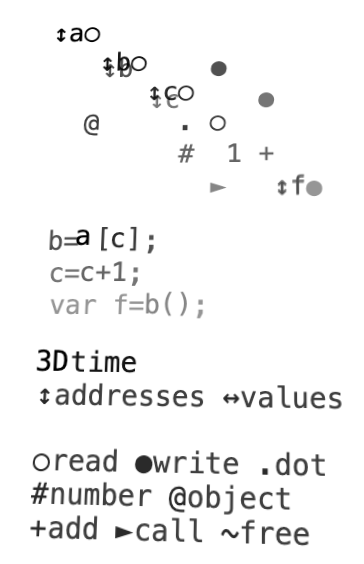 ↕a○
↕b○ ●
↕c○ ●
@ . ○
# 1 +
► ↕f●
b=a[c];
c=c+1;
var f=b();
3Dtime
↕addresses ↔values
○read ●write .dot
#number @object
+add ►call ~free